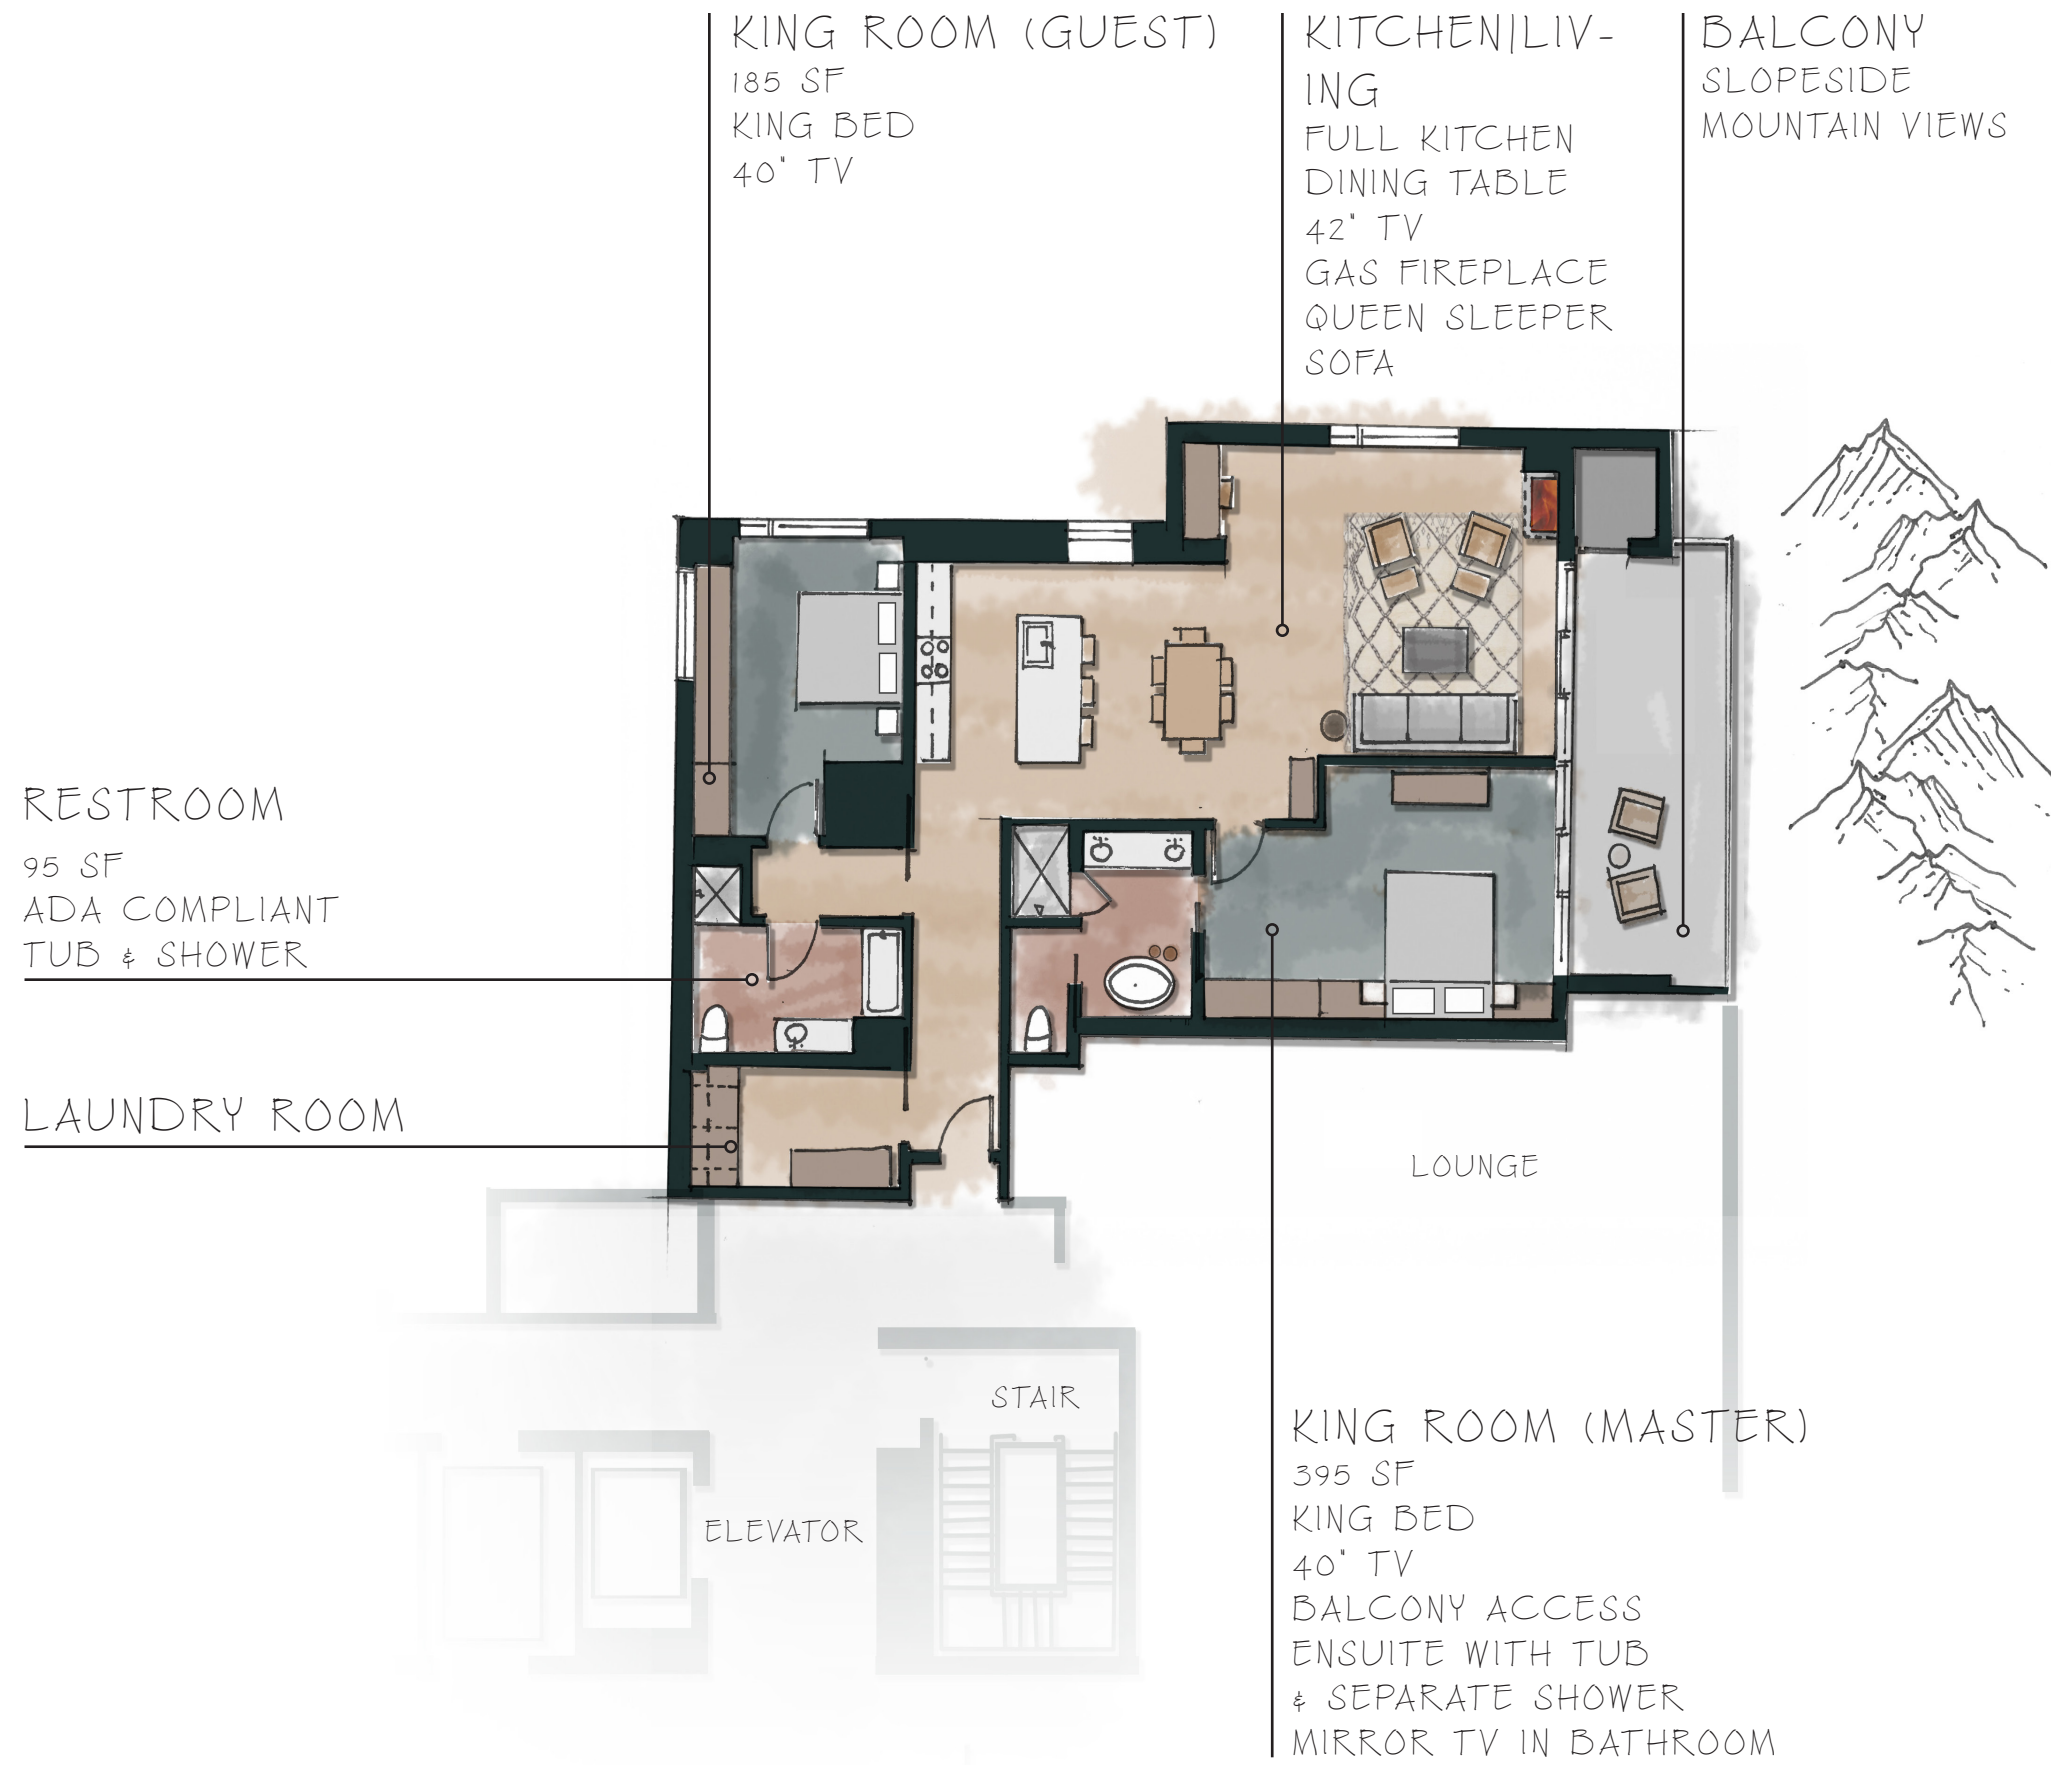 KING ROOM (GUEST)
185 SF
KING BED
40" TV
KITCHEN|LIV-
ING
FULL KITCHEN
DINING TABLE
42" TV
GAS FIREPLACE
QUEEN SLEEPER
SOFA
BALCONY
SLOPESIDE
MOUNTAIN VIEWS
RESTROOM
95 SF
ADA COMPLIANT
TUB & SHOWER
LAUNDRY ROOM
LOUNGE
STAIR
ELEVATOR
KING ROOM (MASTER)
395 SF
KING BED
40" TV
BALCONY ACCESS
ENSUITE WITH TUB
& SEPARATE SHOWER
MIRROR TV IN BATHROOM